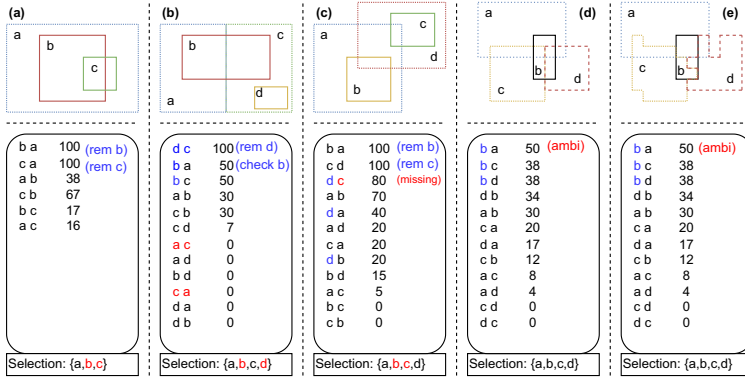 (a)
a
b
c
b a 100 (rem b)
c a 100 (rem c)
a b 38
c b 67
b c 17
a c 16
Selection: {a,b,c}
(b)
b
c
a
d
d c 100 (rem d)
b a 50 (check b)
b c 50
a b 30
c b 30
c d 7
a c 0
a d 0
b d 0
c a 0
d a 0
d b 0
Selection: {a,b,c,d}
(c)
a
c
d
b
b a 100 (rem b)
c d 100 (rem c)
d c 80 (missing)
a b 70
d a 40
a d 20
c a 20
d b 20
b d 15
a c 5
b c 0
c b 0
Selection: {a,b,c,d}
(d)
a
b
d
c
b a 50 (ambi)
b c 38
b d 38
d b 34
a b 30
c a 20
d a 17
c b 12
a c 8
a d 4
c d 0
d c 0
Selection: {a,b,c,d}
(e)
a
c
b
d
b a 50 (ambi)
b c 38
b d 38
d b 34
a b 30
c a 20
d a 17
c b 12
a c 8
a d 4
c d 0
d c 0
Selection: {a,b,c,d}